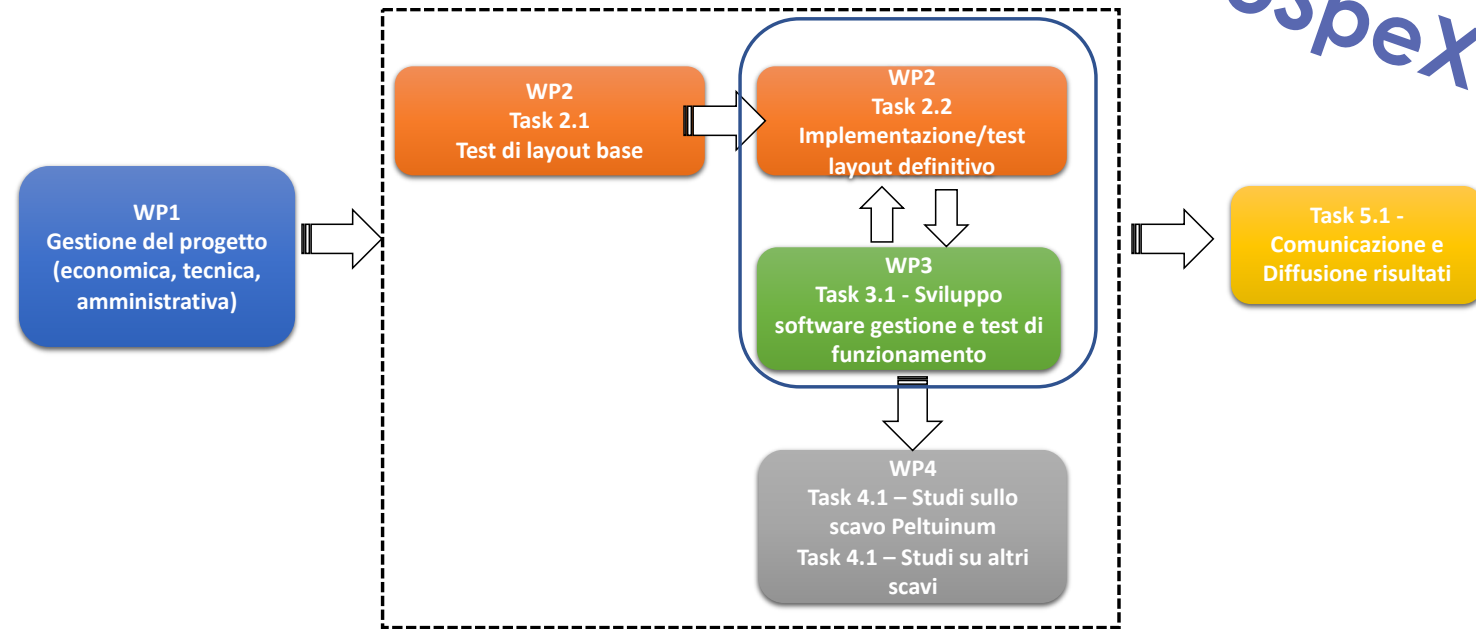 WP1
Gestione del progetto
(economica, tecnica,
amministrativa)
WP2
Task 2.1
Test di layout base
WP2
Task 2.2
Implementazione/test
layout definitivo
WP3
Task 3.1 - Sviluppo
software gestione e test di
funzionamento
WP4
Task 4.1 – Studi sullo
scavo Peltuinum
Task 4.1 – Studi su altri
scavi
Task 5.1 -
Comunicazione e
Diffusione risultati